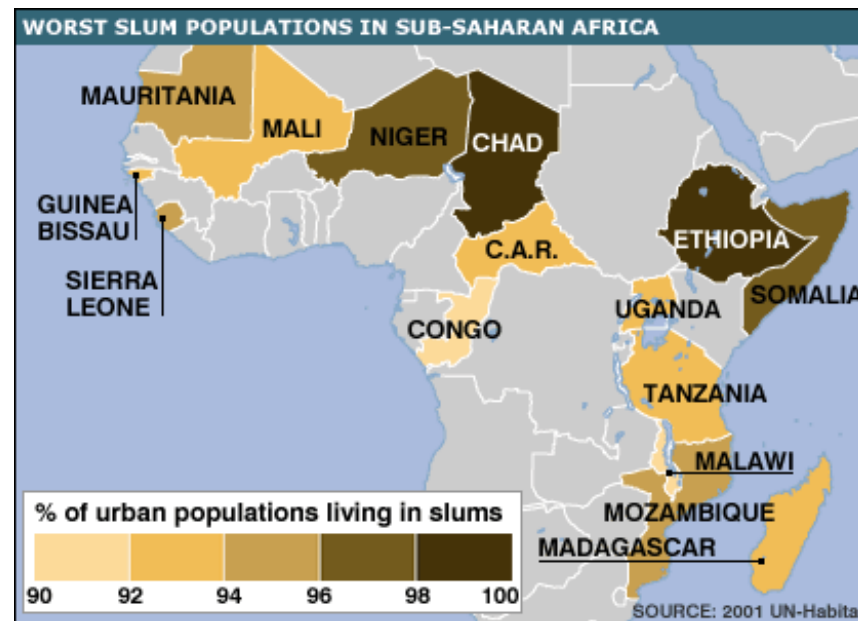 WORST SLUM POPULATIONS IN SUB-SAHARAN AFRICA
MAURITANIA
MALI
NIGER
CHAD
GUINEA
BISSAU
SIERRA
LEONE
C.A.R.
ETHIOPIA
SOMALIA
UGANDA
CONGO
TANZANIA
MALAWI
MOZAMBIQUE
MADAGASCAR
% of urban populations living in slums
90 92 94 96 98 100
SOURCE: 2001 UN-Habita